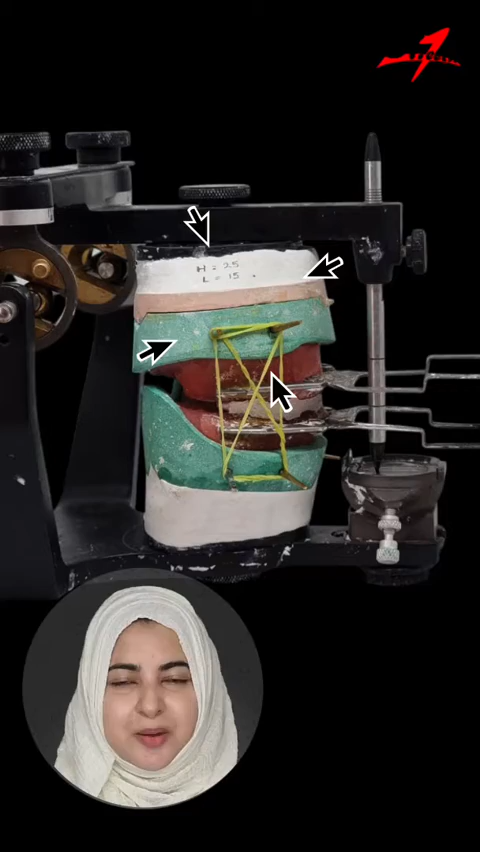 H = 25
L = 15 .